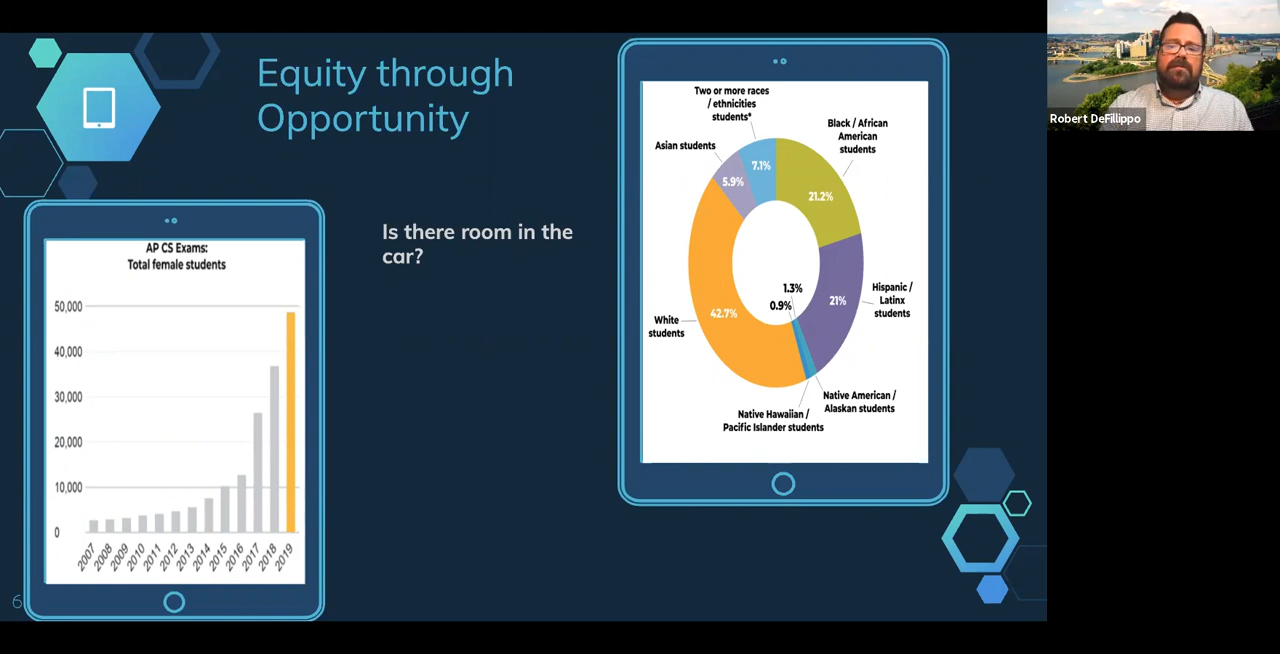 Equity through
Opportunity
Is there room in the
car?
AP CS Exams:
Total female students
50,000
40,000
30,000
20,000
10,000
0
2007
2008
2009
2010
2011
2012
2013
2014
2015
2016
2017
2018
2019
6
Two or more races
/ ethnicities
students*
Asian students
Black / African
American
students
7.1%
5.9%
21.2%
1.3%
0.9%
21%
42.7%
Hispanic /
Latinx
students
White
students
Native American /
Alaskan students
Native Hawaiian /
Pacific Islander students
Robert DeFilippo